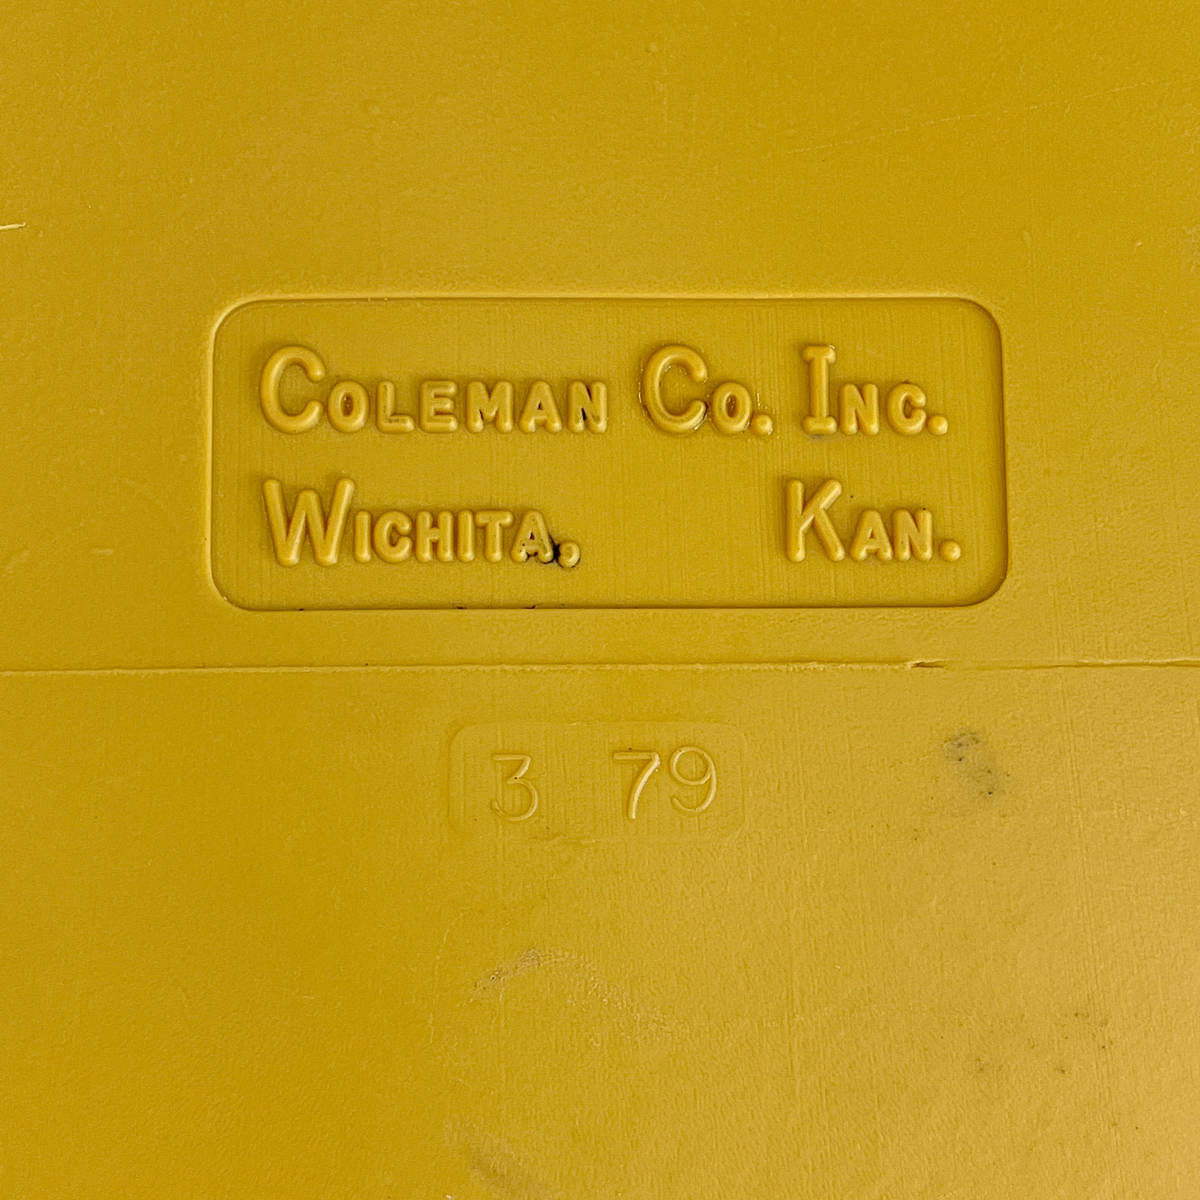 COLEMAN CO. INC.
WICHITA, KAN.
3 79